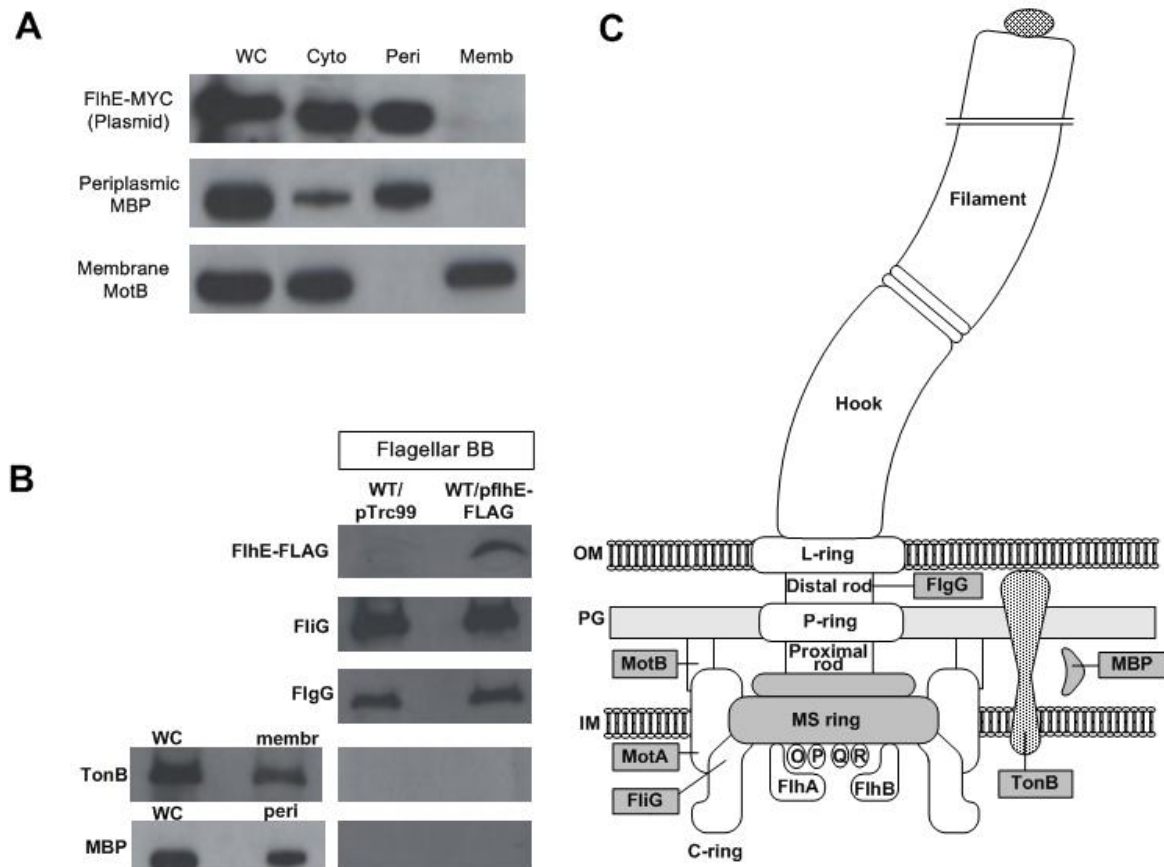 A
WC Cyto Peri Memb
FlhE-MYC
(Plasmid)
Periplasmic
MBP
Membrane
MotB
B
Flagellar BB
WT/
pTrc99
WT/pflhE-
FLAG
FlhE-FLAG
FliG
FlgG
WC membr
TonB
WC peri
MBP
C
Filament
Hook
OM
L-ring
Distal rod
FlgG
PG
P-ring
Proximal
rod
MotB
MBP
IM
MS ring
MotA
O P Q R
FliG
FlhA
FlhB
TonB
C-ring